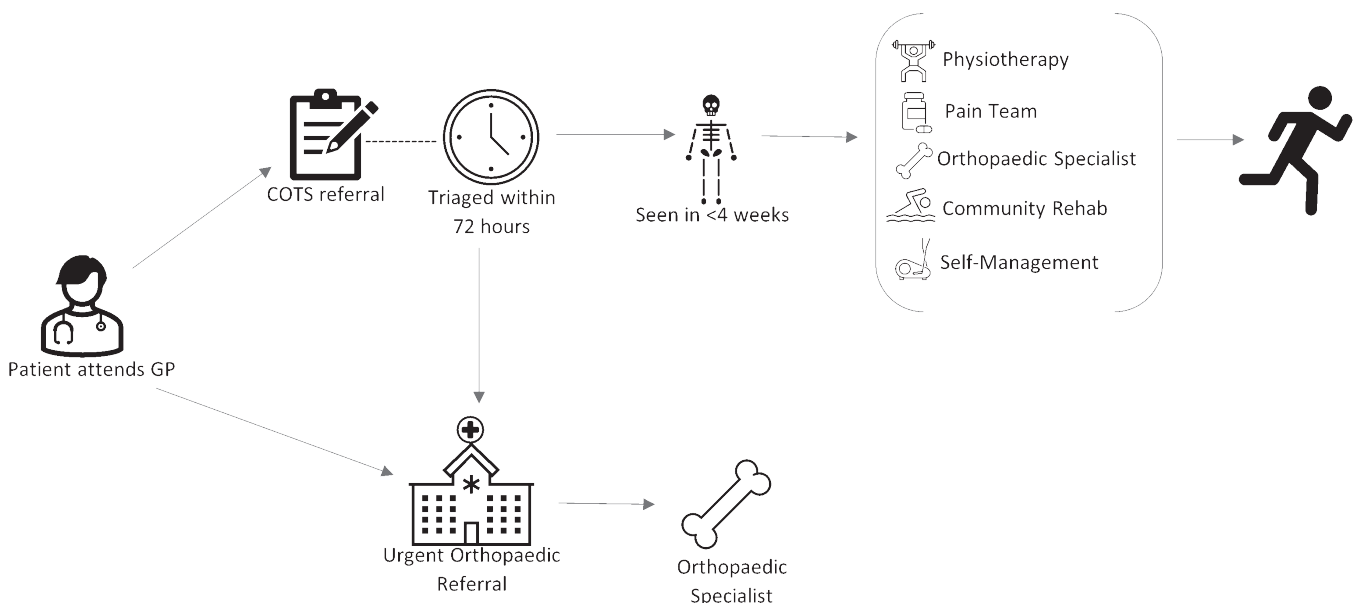 Physiotherapy
Pain Team
Orthopaedic Specialist
Community Rehab
Self-Management
COTS referral
Triaged within
72 hours
Seen in <4 weeks
Patient attends GP
Urgent Orthopaedic
Referral
Orthopaedic
Specialist